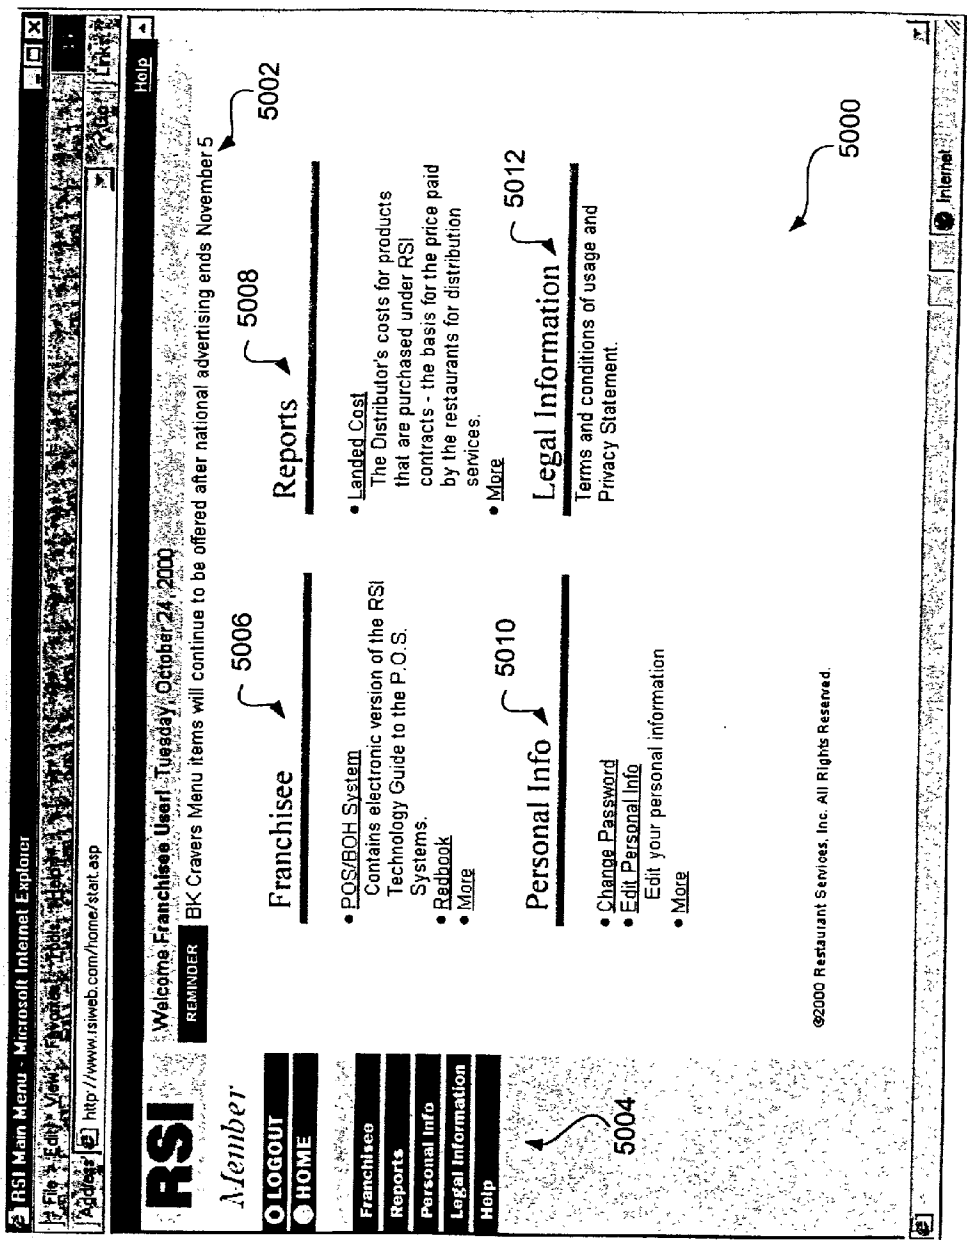 RSI Main Menu - Microsoft Internet Explorer
File Edit View Favorites Tools Help
Address http://www.rsiweb.com/home/start.asp Go Links
Help
RSI
Welcome Franchisee User! Tuesday, October 24, 2000
REMINDER BK Cravers Menu items will continue to be offered after national advertising ends November 5
5002
Member
LOGOUT
HOME
Franchisee
Reports
Personal Info
Legal Information
Help
5004
Franchisee
5006
• POS/BOH System
Contains electronic version of the RSI
Technology Guide to the P.O.S.
Systems.
• Redbook
• More
Reports
5008
• Landed Cost
The Distributor's costs for products
that are purchased under RSI
contracts - the basis for the price paid
by the restaurants for distribution
services.
• More
Personal Info
5010
• Change Password
• Edit Personal Info
Edit your personal information
• More
Legal Information
5012
Terms and conditions of usage and
Privacy Statement.
5000
©2000 Restaurant Services, Inc. All Rights Reserved.
Internet